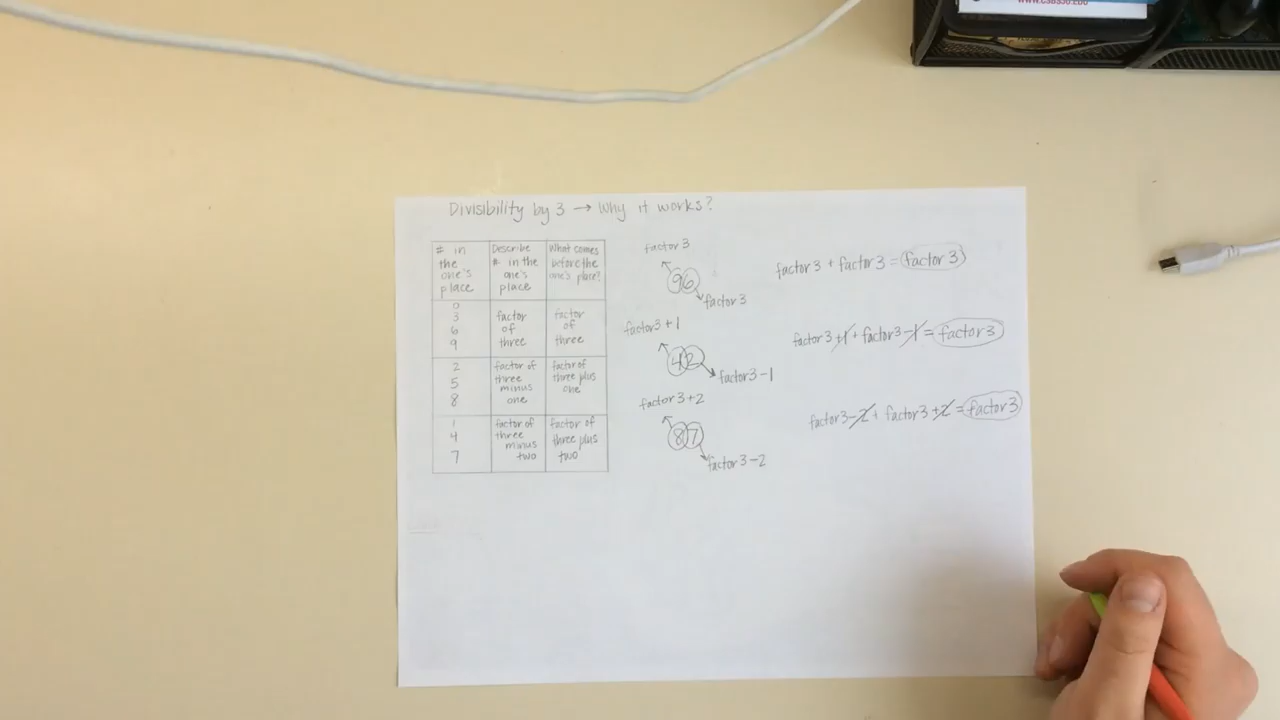 Divisibility by 3 → Why it works?
# in
the
one's
place
Describe
# in the
one's
place
What comes
before the
one's place?
0
3
6
9
factor
of
three
factor
of
three
2
5
8
factor of
three
minus
one
factor of
three plus
one
1
4
7
factor of
three
minus
two
factor of
three plus
two
factor 3
96
factor 3
factor 3 + 1
42
factor 3 - 1
factor 3 + 2
87
factor 3 - 2
factor 3 + factor 3 = factor 3
factor 3 + 1 + factor 3 - 1 = factor 3
factor 3 - 2 + factor 3 + 2 = factor 3